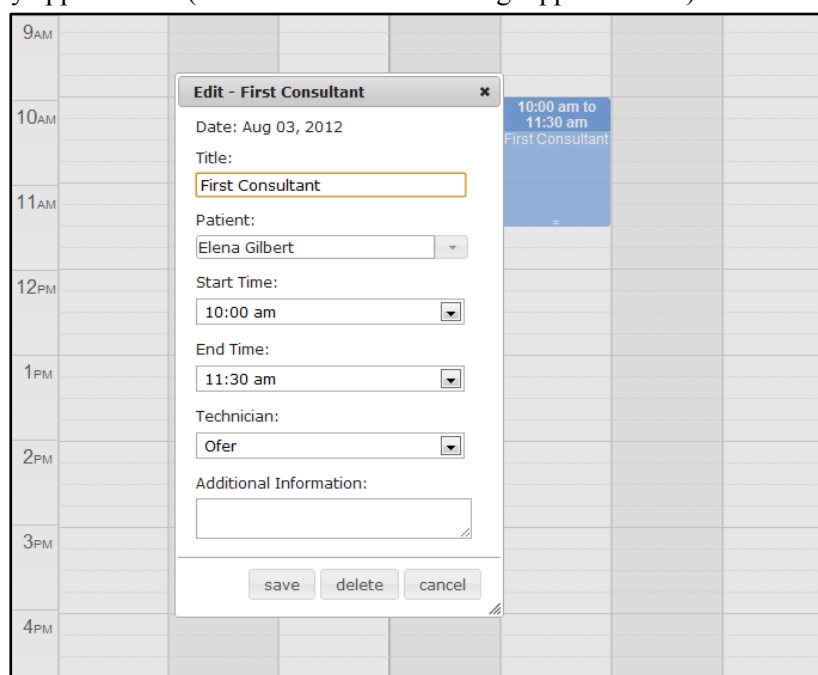 9AM
10AM
11AM
12PM
1PM
2PM
3PM
4PM
Edit - First Consultant
Date: Aug 03, 2012
Title:
First Consultant
Patient:
Elena Gilbert
Start Time:
10:00 am
End Time:
11:30 am
Technician:
Ofer
Additional Information:
save delete cancel
10:00 am to
11:30 am
First Consultant